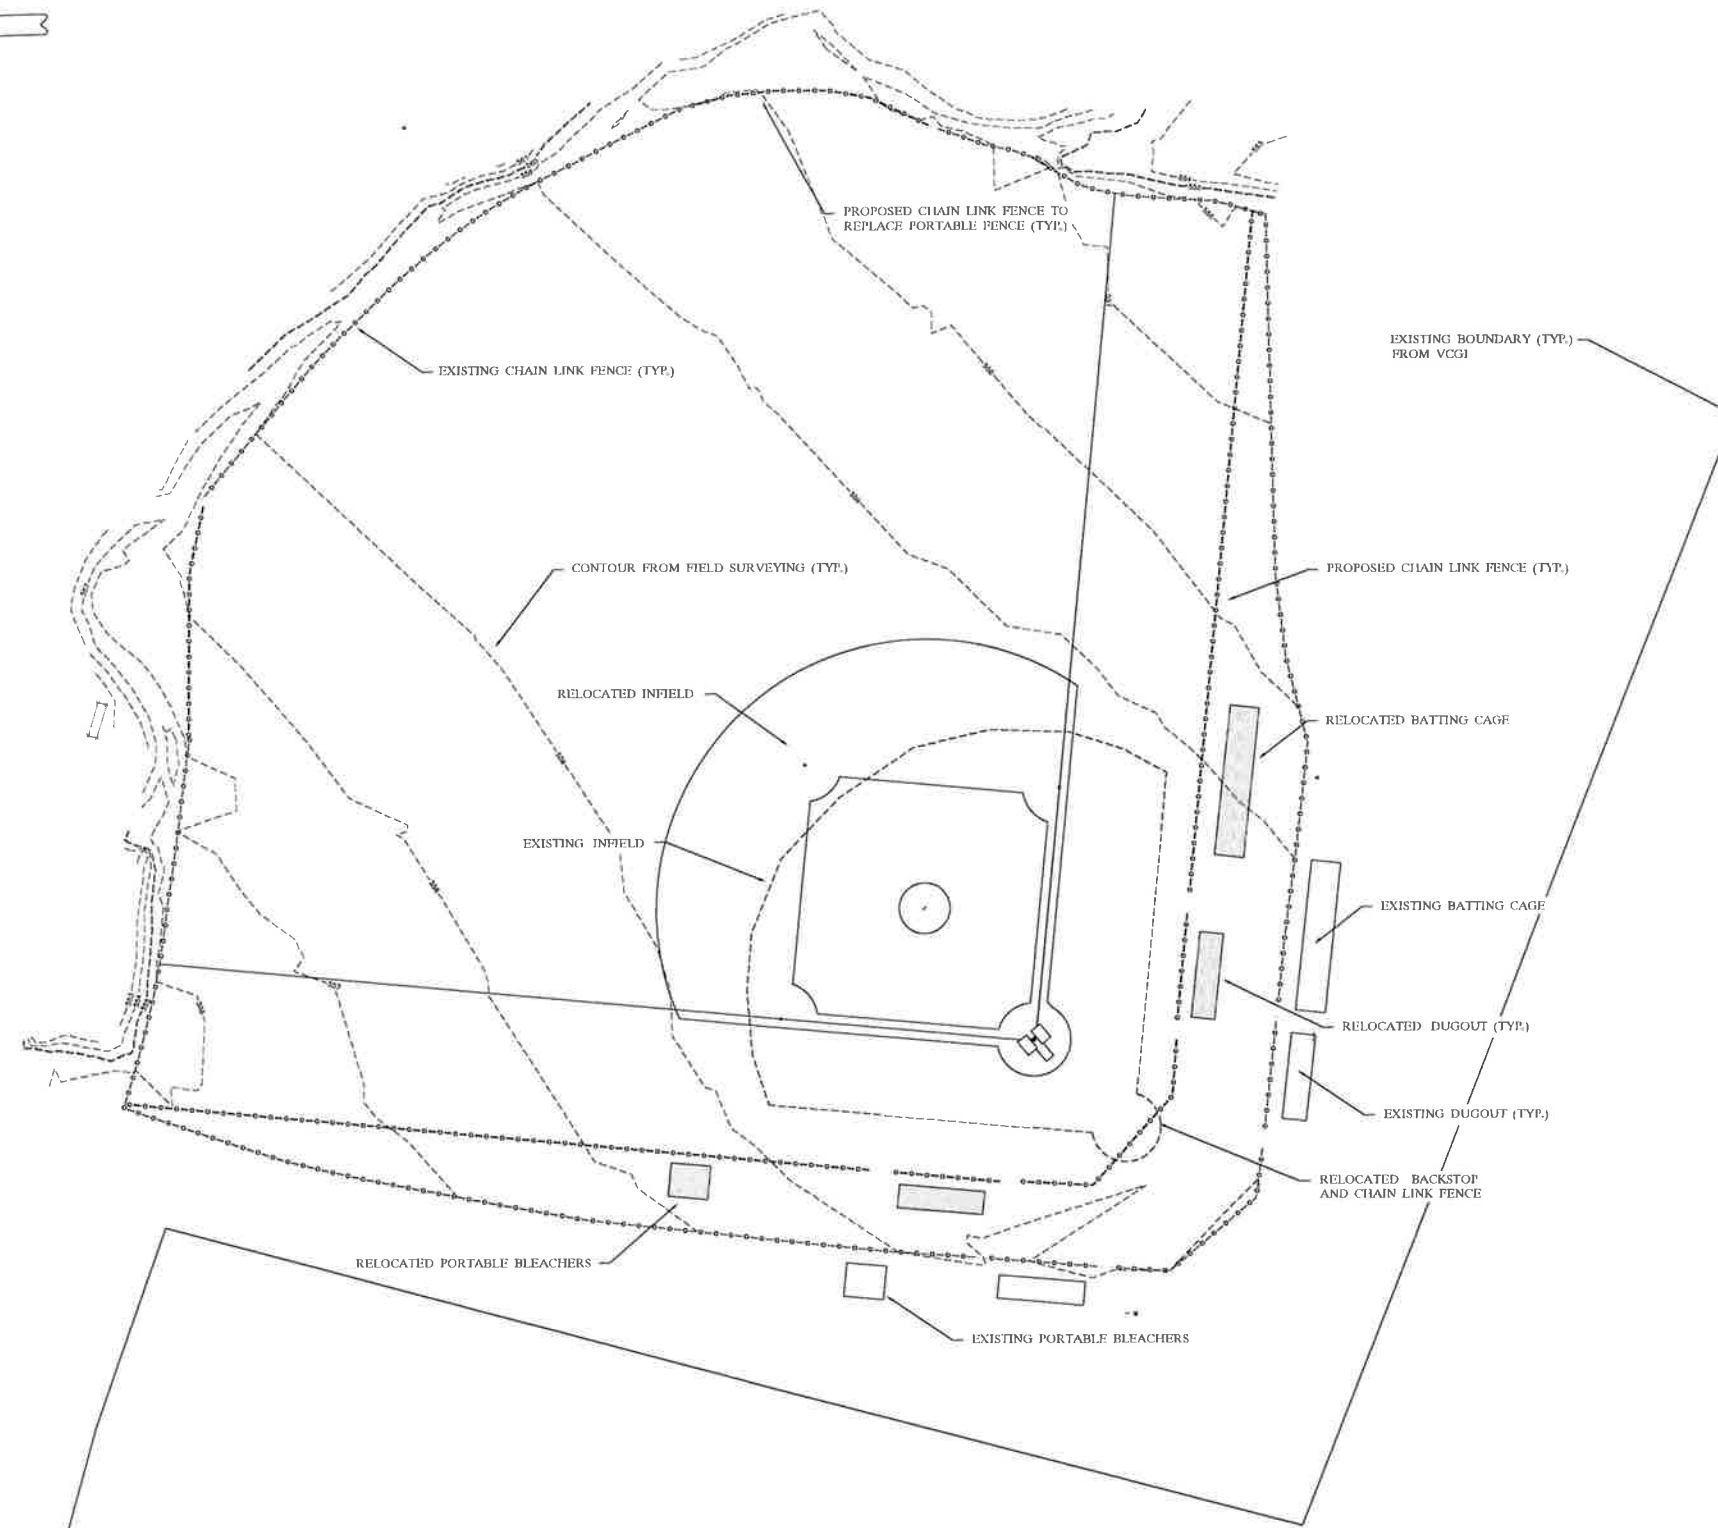 PROPOSED CHAIN LINK FENCE TO
REPLACE PORTABLE FENCE (TYP.)
EXISTING BOUNDARY (TYP.)
FROM VCGI
EXISTING CHAIN LINK FENCE (TYP.)
CONTOUR FROM FIELD SURVEYING (TYP.)
PROPOSED CHAIN LINK FENCE (TYP.)
RELOCATED INFIELD
RELOCATED BATTING CAGE
EXISTING INFIELD
EXISTING BATTING CAGE
RELOCATED DUGOUT (TYP.)
EXISTING DUGOUT (TYP.)
RELOCATED BACKSTOP
AND CHAIN LINK FENCE
RELOCATED PORTABLE BLEACHERS
EXISTING PORTABLE BLEACHERS